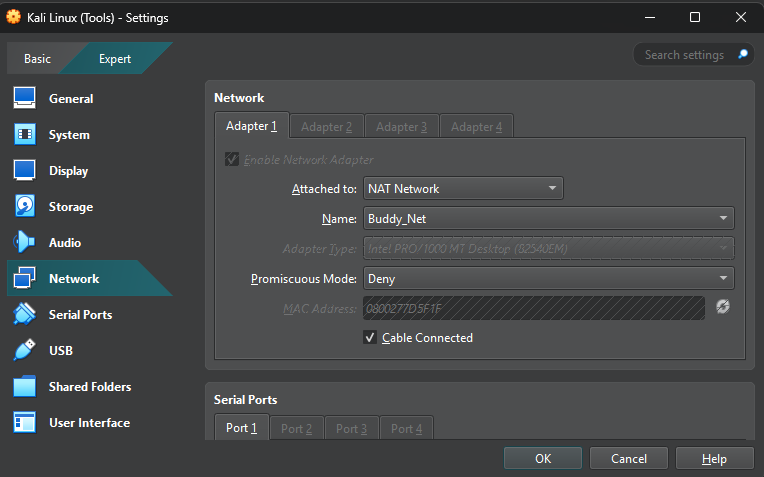 Kali Linux (Tools) - Settings
Basic
Expert
Search settings
General
System
Display
Storage
Audio
Network
Serial Ports
USB
Shared Folders
User Interface
Network
Adapter 1
Adapter 2
Adapter 3
Adapter 4
Enable Network Adapter
Attached to: NAT Network
Name: Buddy_Net
Adapter Type: Intel PRO/1000 MT Desktop (82540EM)
Promiscuous Mode: Deny
MAC Address: 0800277D5F1F
Cable Connected
Serial Ports
Port 1
Port 2
Port 3
Port 4
OK
Cancel
Help